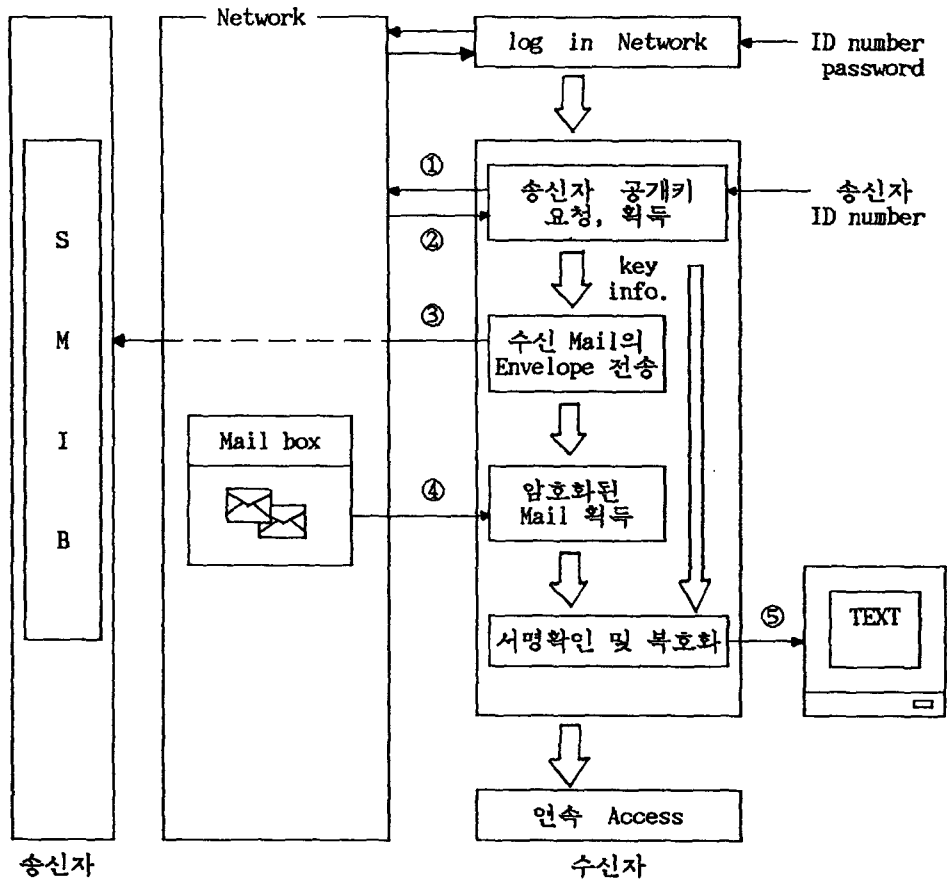 Network
log in Network
ID number
password
①
송신자 공개키
요청, 획득
송신자
ID number
②
key
info.
③
수신 Mail의
Envelope 전송
S
M
I
B
Mail box
④
암호화된
Mail 획득
서명확인 및 복호화
⑤
TEXT
연속 Access
송신자
수신자